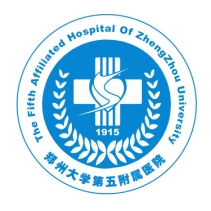 The Fifth Affiliated Hospital Of ZhengZhou University
1915
郑州大学第五附属医院